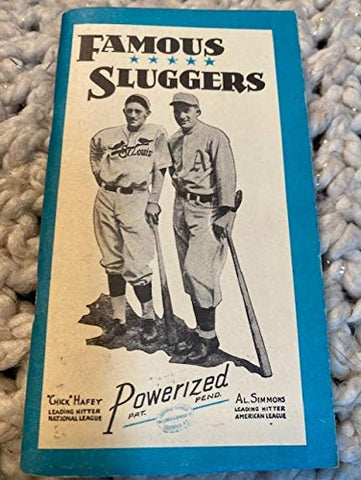 FAMOUS
SLUGGERS
St.Louis
A
"CHICK" HAFEY
LEADING HITTER
NATIONAL LEAGUE
Powerized
PAT. PEND.
AL. SIMMONS
LEADING HITTER
AMERICAN LEAGUE